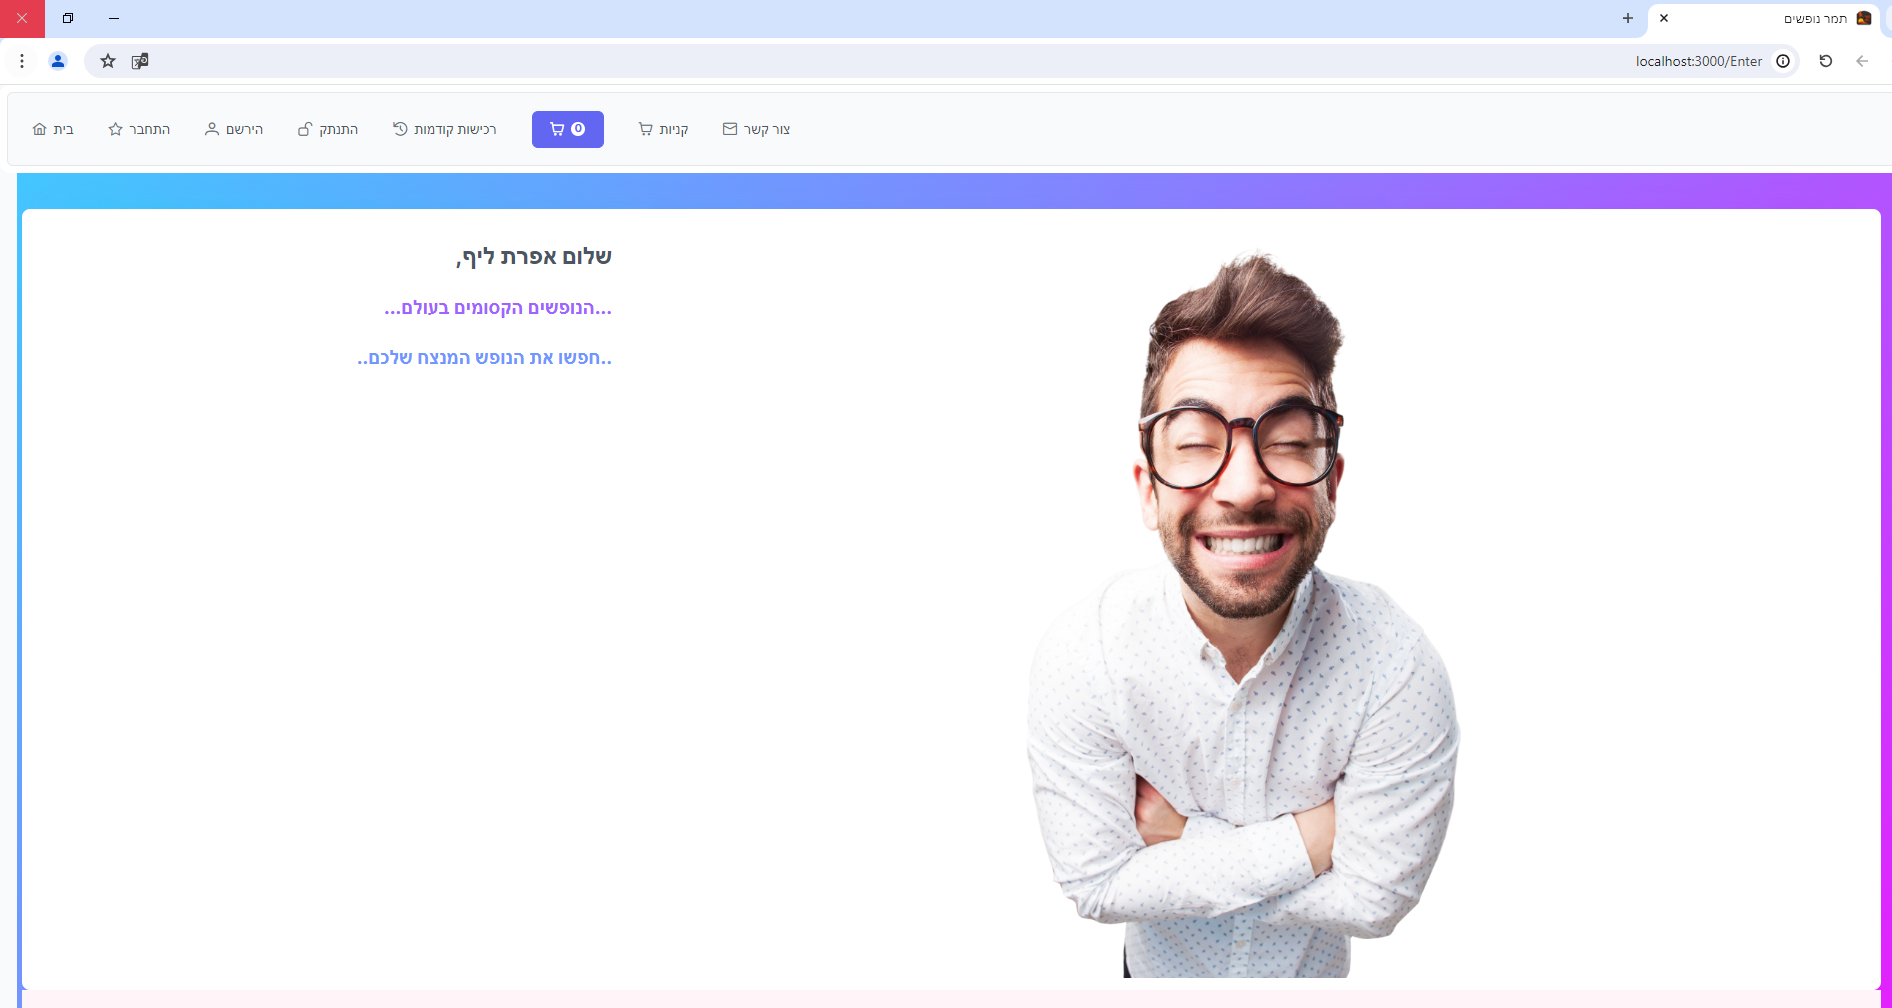 תמר נופשים
localhost:3000/Enter
בית
התחבר
הירשם
התנתק
רכישות קודמות
0
קניות
צור קשר
שלום אפרת ליף,
...הנופשים הקסומים בעולם...
..חפשו את הנופש המנצח שלכם..